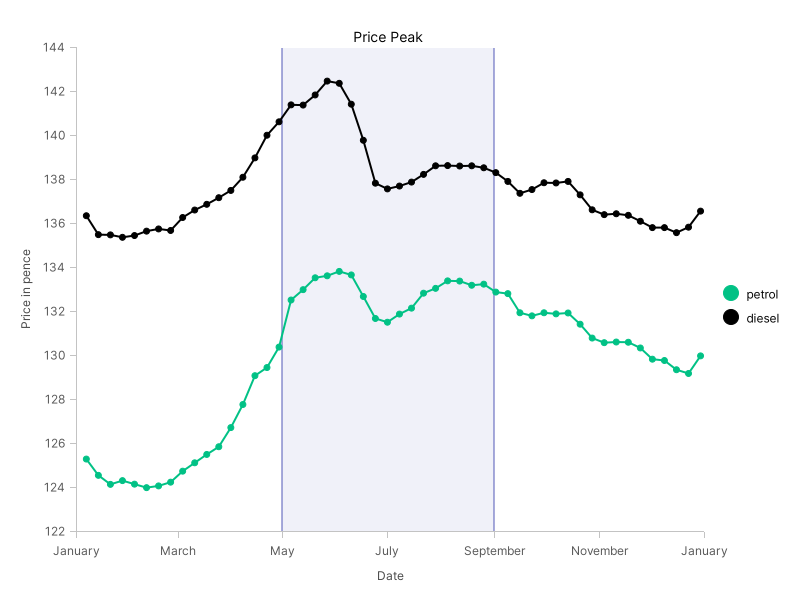 Price Peak
144
142
140
138
136
134
132
130
128
126
124
122
Price in pence
January March May July September November January
Date
petrol
diesel